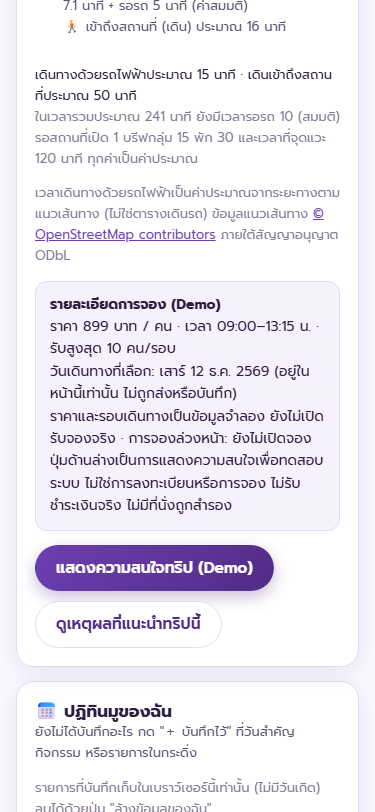 7.1 นาที + รอรถ 5 นาที (ค่าสมมติ)
🚶 เข้าถึงสถานที่ (เดิน) ประมาณ 16 นาที
เดินทางด้วยรถไฟฟ้าประมาณ 15 นาที · เดินเข้าถึงสถาน
ที่ประมาณ 50 นาที
ในเวลารวมประมาณ 241 นาที ยังมีเวลารอรถ 10 (สมมติ)
รอสถานที่เปิด 1 บรีฟกลุ่ม 15 พัก 30 และเวลาที่จุดแวะ
120 นาที ทุกค่าเป็นค่าประมาณ
เวลาเดินทางด้วยรถไฟฟ้าเป็นค่าประมาณจากระยะทางตาม
แนวเส้นทาง (ไม่ใช่ตารางเดินรถ) ข้อมูลแนวเส้นทาง ©
OpenStreetMap contributors ภายใต้สัญญาอนุญาต
ODbL
รายละเอียดการจอง (Demo)
ราคา 899 บาท / คน · เวลา 09:00–13:15 น. ·
รับสูงสุด 10 คน/รอบ
วันเดินทางที่เลือก: เสาร์ 12 ธ.ค. 2569 (อยู่ใน
หน้านี้เท่านั้น ไม่ถูกส่งหรือบันทึก)
ราคาและรอบเดินทางเป็นข้อมูลจำลอง ยังไม่เปิด
รับจองจริง · การจองล่วงหน้า: ยังไม่เปิดจอง
ปุ่มด้านล่างเป็นการแสดงความสนใจเพื่อทดสอบ
ระบบ ไม่ใช่การลงทะเบียนหรือการจอง ไม่รับ
ชำระเงินจริง ไม่มีที่นั่งถูกสำรอง
แสดงความสนใจทริป (Demo)
ดูเหตุผลที่แนะนำทริปนี้
ปฏิทินมูของฉัน
ยังไม่ได้บันทึกอะไร กด "+ บันทึกไว้" ที่วันสำคัญ
กิจกรรม หรือรายการในกระดิ่ง
รายการที่บันทึกเก็บในเบราว์เซอร์นี้เท่านั้น (ไม่มีวันเกิด)
ลบได้ด้วยปุ่ม "ล้างข้อมูลของฉัน"